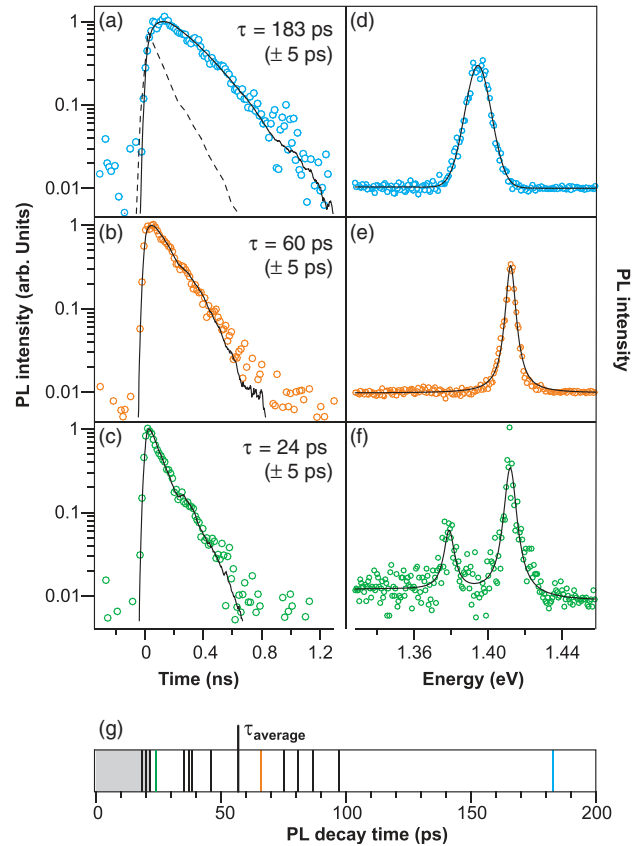 (a)
τ = 183 ps
(± 5 ps)
1
0.1
0.01
(b)
τ = 60 ps
(± 5 ps)
1
0.1
0.01
(c)
τ = 24 ps
(± 5 ps)
1
0.1
0.01
PL intensity (arb. Units)
0
0.4
0.8
1.2
Time (ns)
(d)
(e)
(f)
PL intensity
1.36
1.40
1.44
Energy (eV)
(g)
τaverage
0
50
100
150
200
PL decay time (ps)